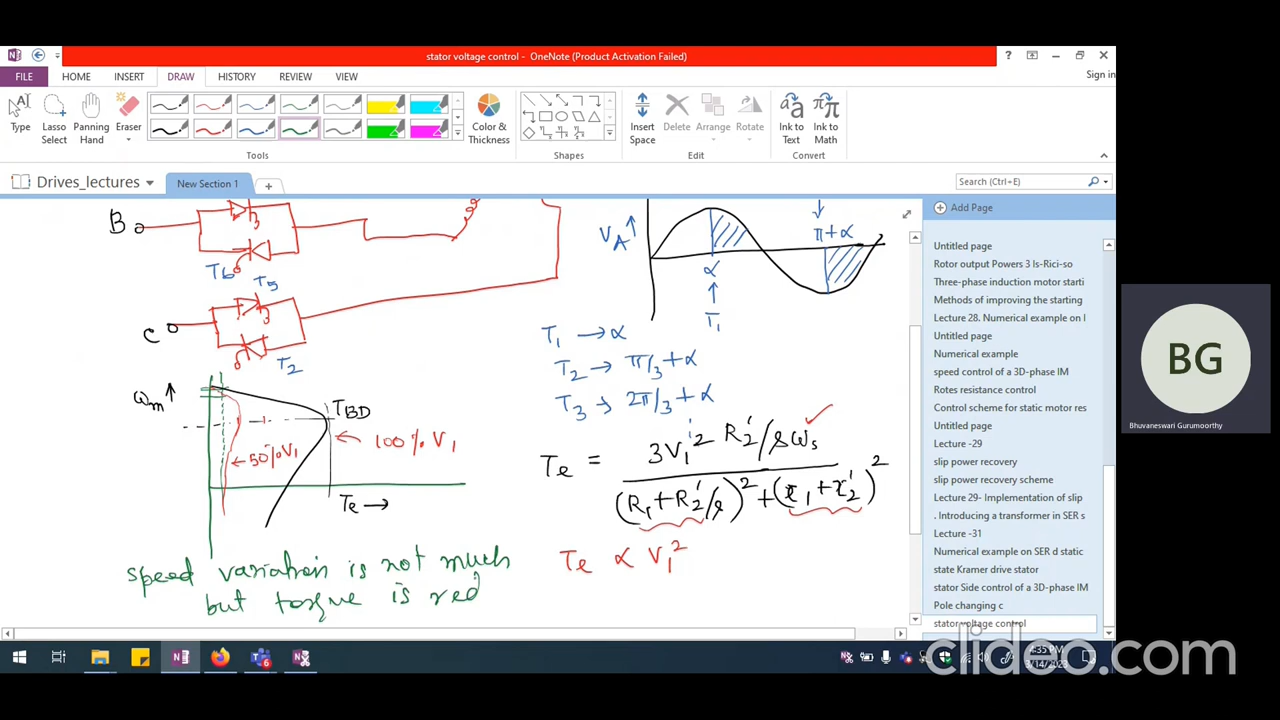 stator voltage control - OneNote (Product Activation Failed)
FILE HOME INSERT DRAW HISTORY REVIEW VIEW
Sign in
Type
Lasso Select
Panning Hand
Eraser
Color & Thickness
Insert Space
Delete
Arrange
Rotate
Ink to Text
Ink to Math
Tools
Shapes
Edit
Convert
Drives_lectures
New Section 1
Search (Ctrl+E)
Add Page
Untitled page
Rotor output Powers 3 Is-Rici-so
Three-phase induction motor starti
Methods of improving the starting
Lecture 28. Numerical example on I
Untitled page
Numerical example
speed control of a 3D-phase IM
Rotes resistance control
Control scheme for static motor res
Untitled page
Lecture -29
slip power recovery
slip power recovery scheme
Lecture 29- Implementation of slip
. Introducing a transformer in SER s
Lecture -31
Numerical example on SER d static
state Kramer drive stator
stator Side control of a 3D-phase IM
Pole changing c
stator voltage control
B
T6
T5
C
T2
VA↑
α
↑
T1
↓
π+α
T1 → α
T2 → π/3 + α
T3 → 2π/3 + α
ωm↑
TBD
← 100% V1
← 50% V1
Te →
Te = 3V1'2 R2'/sωs
(R1+R2'/s)2 + (x1+x2')2
Te ∝ V12
speed variation is not much
but torque is red
BG
Bhuvaneswari Gurumoorthy
4:35 PM
clideo.com